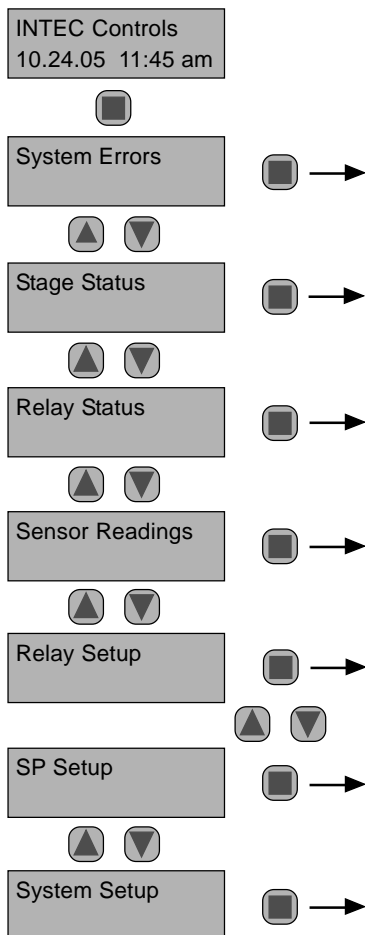 INTEC Controls
10.24.05 11:45 am
System Errors
Stage Status
Relay Status
Sensor Readings
Relay Setup
SP Setup
System Setup